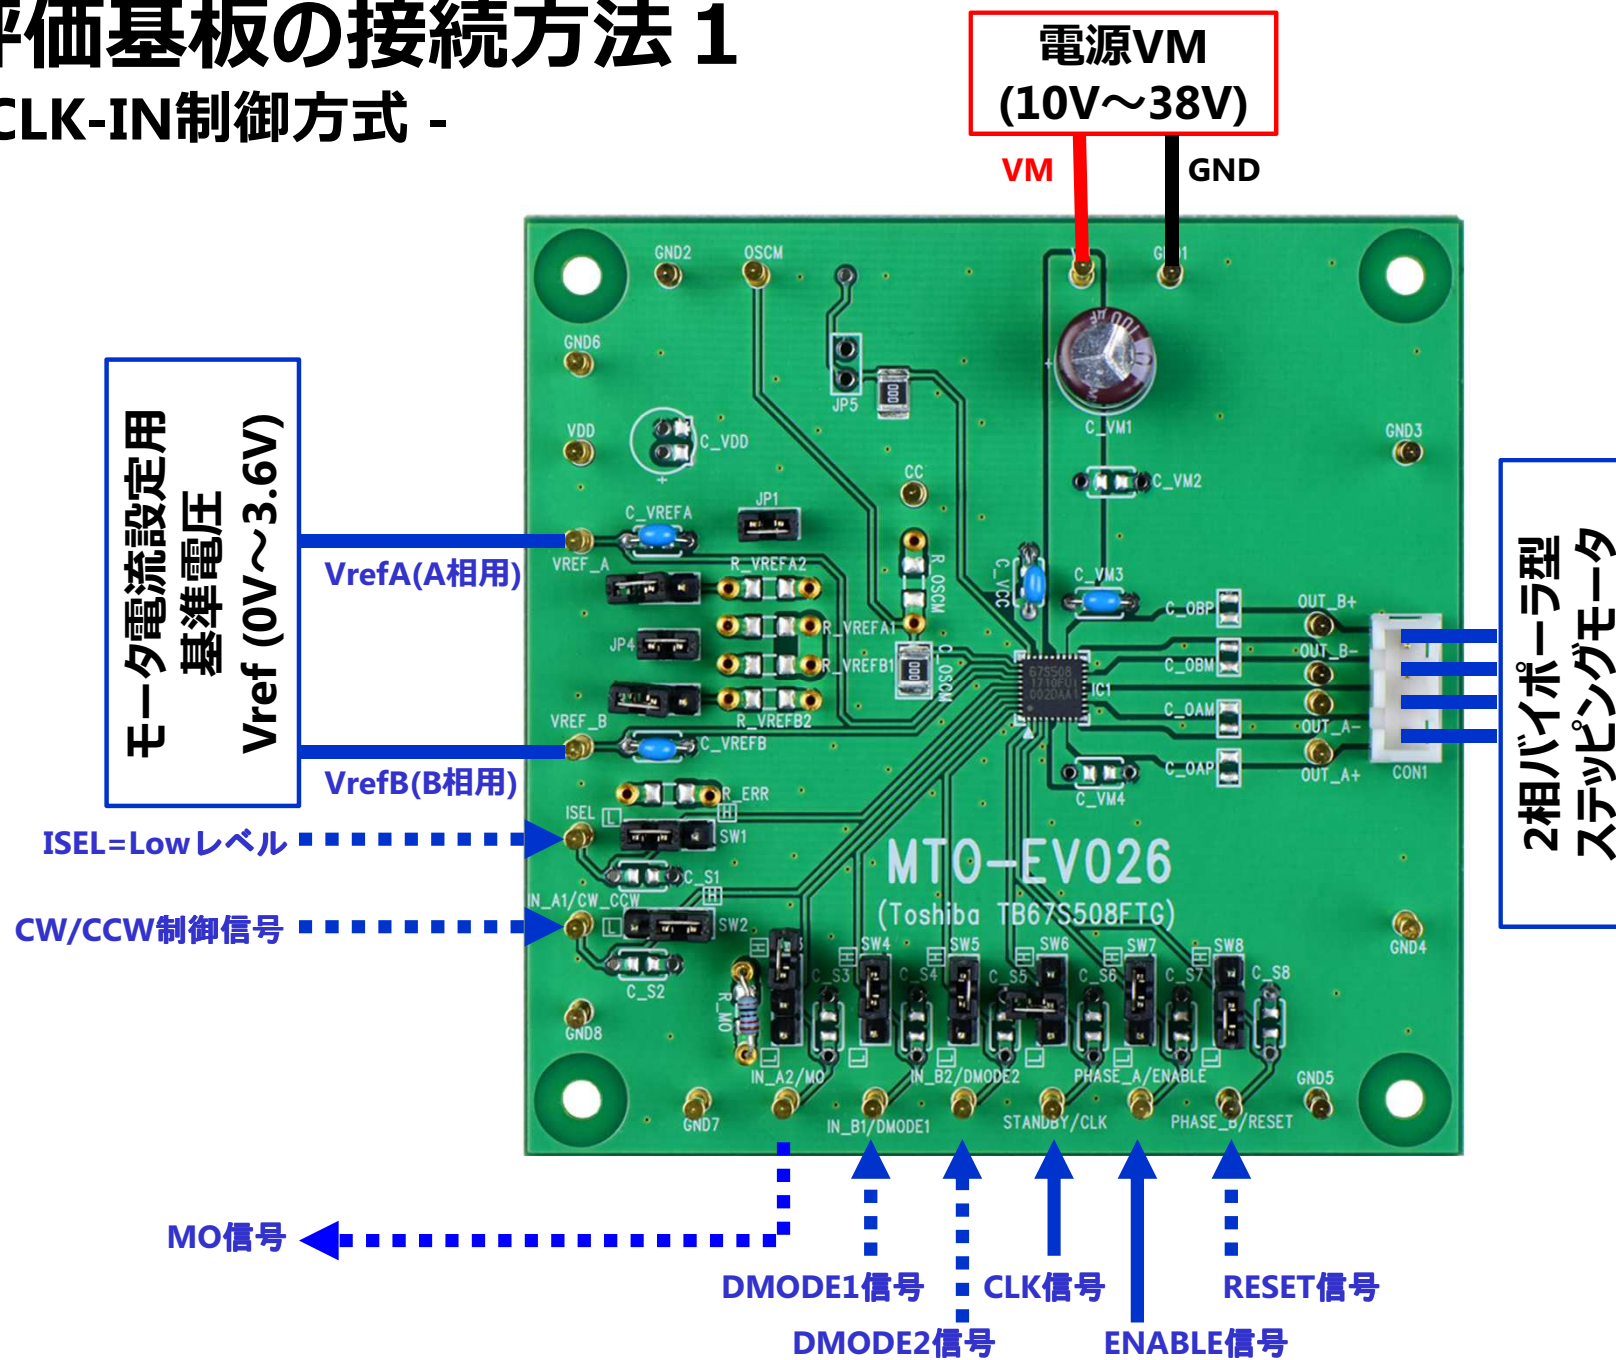 評価基板の接続方法１
CLK-IN制御方式 -
電源VM
(10V～38V)
VM
GND
モータ電流設定用
基準電圧
Vref (0V～3.6V)
VrefA(A相用)
VrefB(B相用)
ISEL=Lowレベル
CW/CCW制御信号
MO信号
DMODE1信号
DMODE2信号
CLK信号
ENABLE信号
RESET信号
2相バイポーラ型
ステッピングモータ
GND2
OSCM
GND6
JP5
C_VM1
100 µF
000
VDD
C_VDD
+
GND3
CC
C_VM2
C_VREFA
JP1
VREF_A
R_VREFA2
R_OSCM
C_VCC
C_VM3
C_OBP
OUT_B+
R_VREFA1
JP4
R_VREFB1
C_OSCM
000
C_OBM
OUT_B-
67S508
IC1
C_OAM
OUT_A-
VREF_B
R_VREFB2
C_VREFB
C_OAP
OUT_A+
CON1
C_VM4
R_ERR
ISEL
L
H
SW1
C_S1
IN_A1/CW_CCW
L
H
SW2
C_S2
MTO-EV026
(Toshiba TB67S508FTG)
GND4
GND8
R_MO
H
C_S3
H
SW4
C_S4
H
SW5
C_S5
SW6
C_S6
H
SW7
C_S7
H
SW8
C_S8
L
L
L
L
L
L
IN_A2/MO
IN_B2/DMODE2
PHASE_A/ENABLE
GND5
GND7
IN_B1/DMODE1
STANDBY/CLK
PHASE_B/RESET